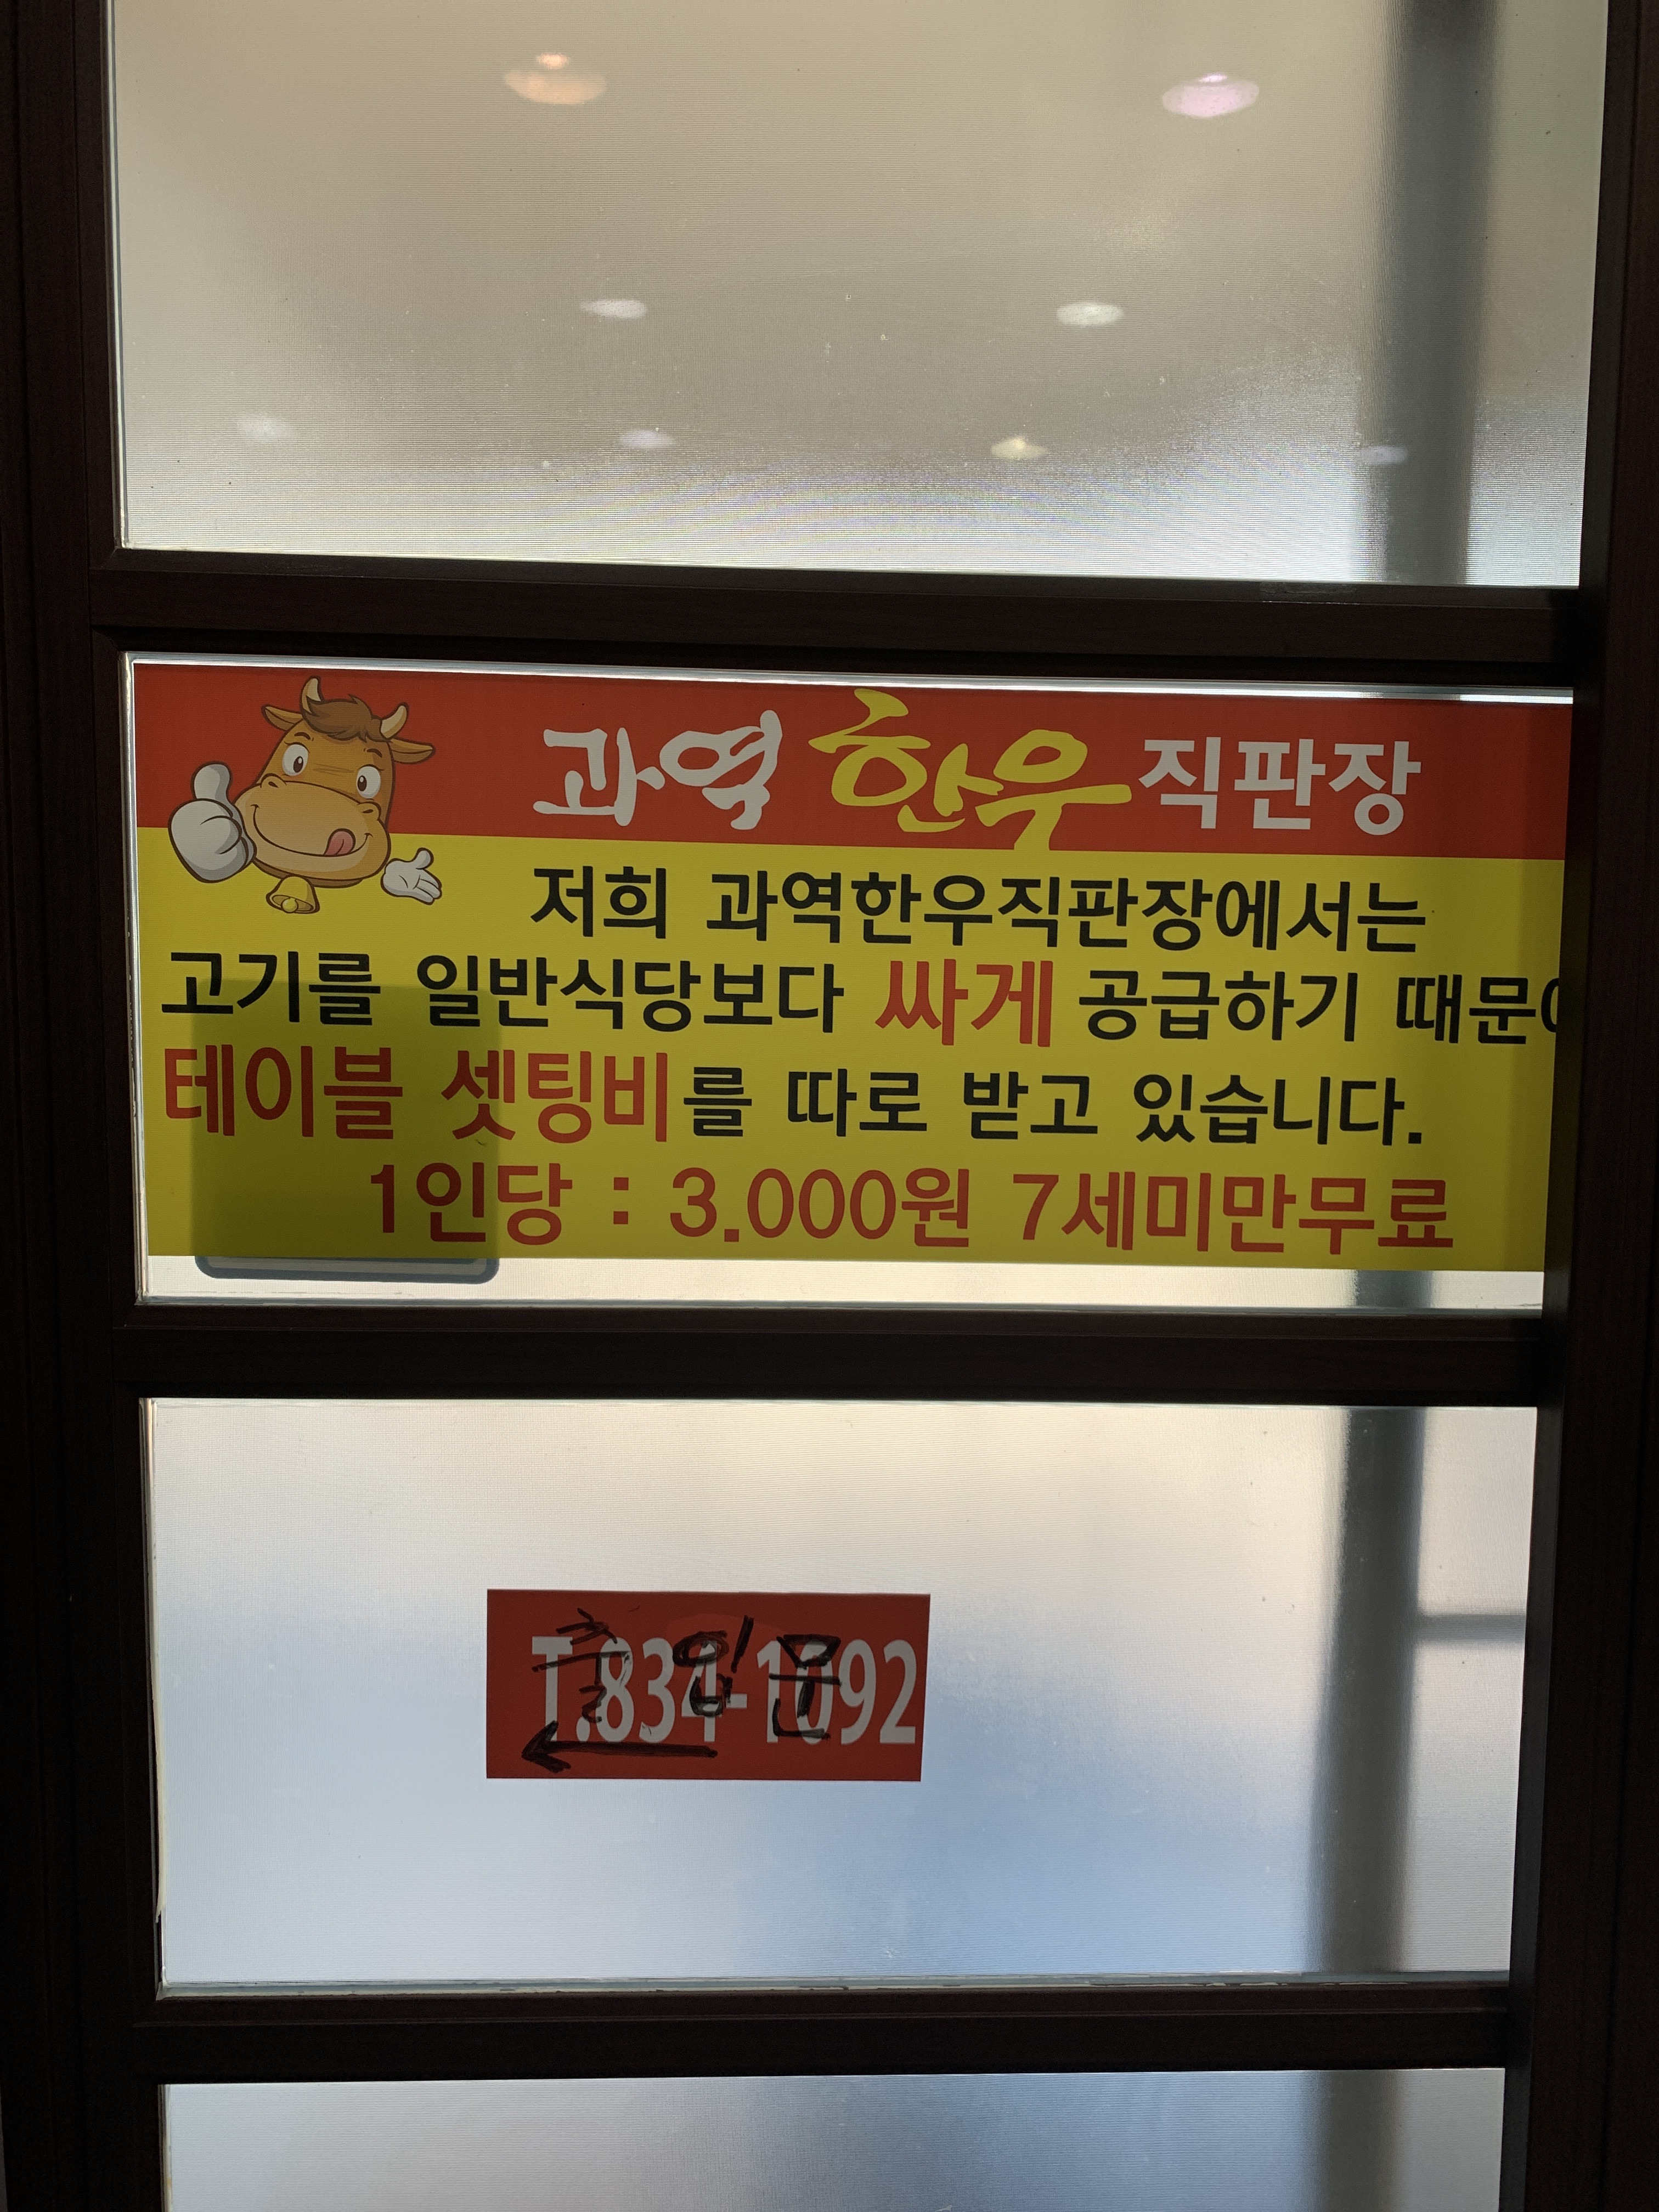 과역 한우 직판장
저희 과역한우직판장에서는
고기를 일반식당보다 싸게 공급하기 때문에
테이블 셋팅비를 따로 받고 있습니다.
1인당 : 3.000원 7세미만무료
출입문
T.834-1092